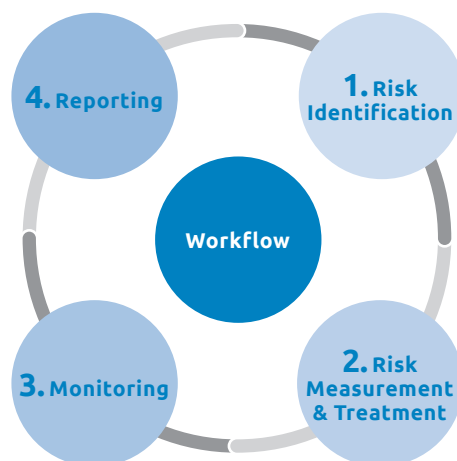 1. Risk
Identification
2. Risk
Measurement
& Treatment
3. Monitoring
4. Reporting
Workflow